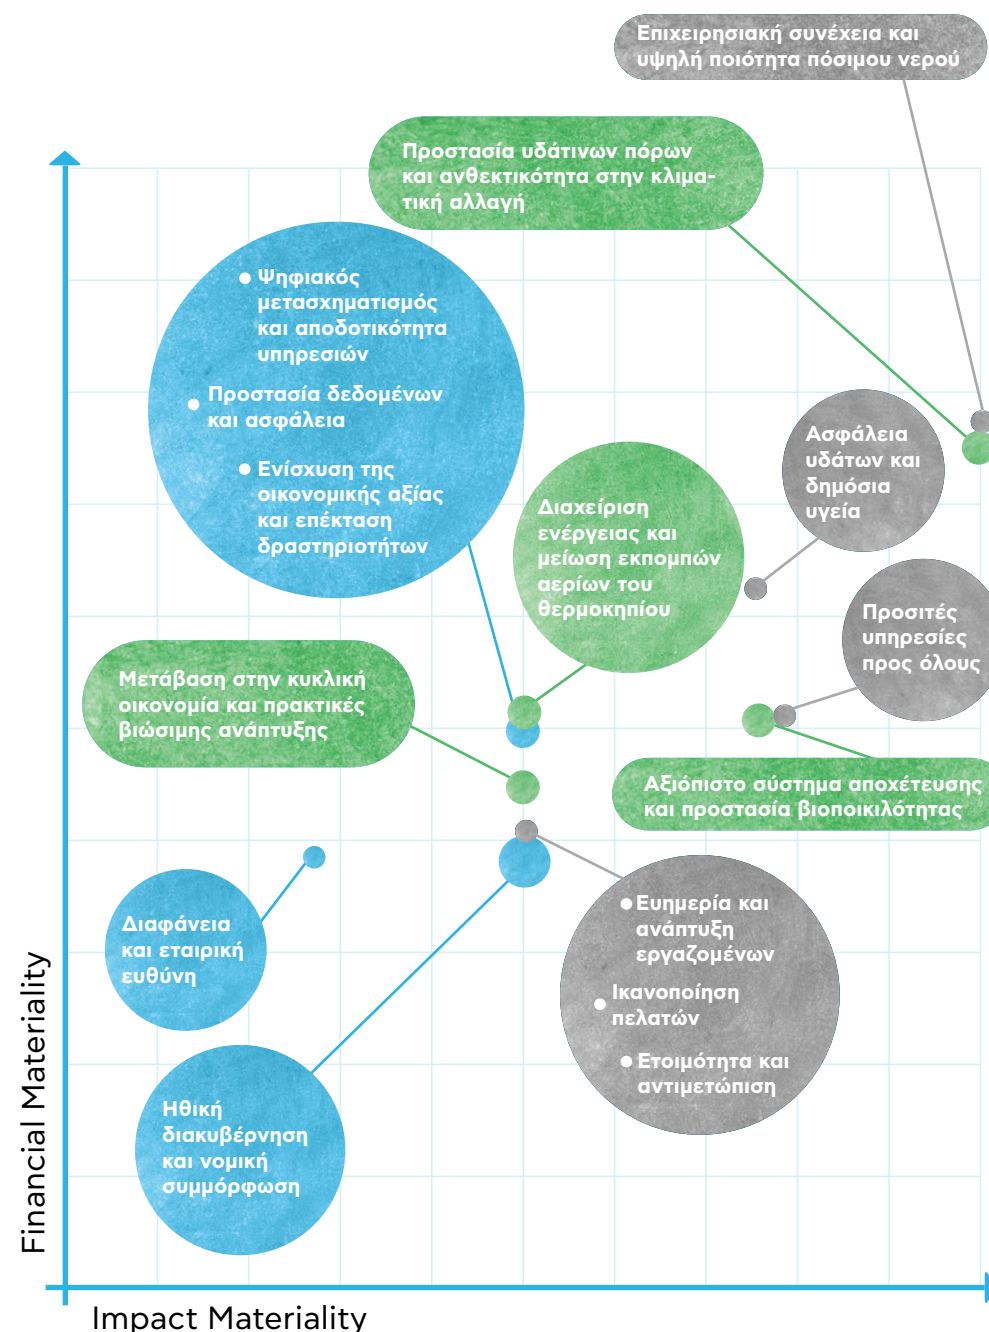 Επιχειρησιακή συνέχεια και
υψηλή ποιότητα πόσιμου νερού
Προστασία υδάτινων πόρων
και ανθεκτικότητα στην κλιμα-
τική αλλαγή
Ψηφιακός
μετασχηματισμός
και αποδοτικότητα
υπηρεσιών
Προστασία δεδομένων
και ασφάλεια
Ενίσχυση της
οικονομικής αξίας
και επέκταση
δραστηριοτήτων
Ασφάλεια
υδάτων και
δημόσια
υγεία
Διαχείριση
ενέργειας και
μείωση εκπομπών
αερίων του
θερμοκηπίου
Προσιτές
υπηρεσίες
προς όλους
Μετάβαση στην κυκλική
οικονομία και πρακτικές
βιώσιμης ανάπτυξης
Αξιόπιστο σύστημα αποχέτευσης
και προστασία βιοποικιλότητας
Διαφάνεια
και εταιρική
ευθύνη
Ευημερία και
ανάπτυξη
εργαζομένων
Ικανοποίηση
πελατών
Ετοιμότητα και
αντιμετώπιση
Ηθική
διακυβέρνηση
και νομική
συμμόρφωση
Financial Materiality
Impact Materiality